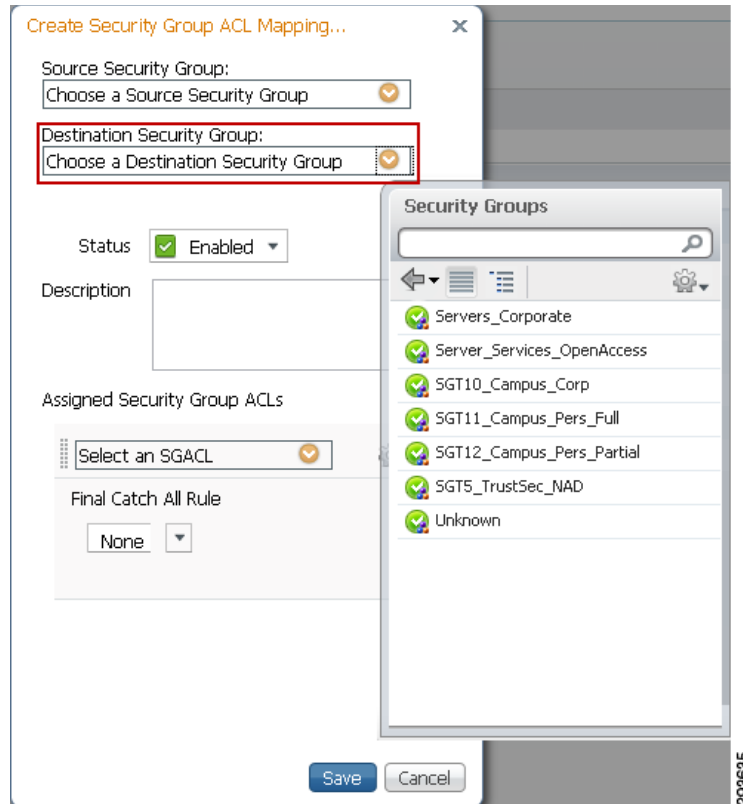 Create Security Group ACL Mapping...
Source Security Group:
Choose a Source Security Group
Destination Security Group:
Choose a Destination Security Group
Status Enabled
Description
Assigned Security Group ACLs
Select an SGACL
Final Catch All Rule
None
Security Groups
Servers_Corporate
Server_Services_OpenAccess
SGT10_Campus_Corp
SGT11_Campus_Pers_Full
SGT12_Campus_Pers_Partial
SGT5_TrustSec_NAD
Unknown
Save Cancel